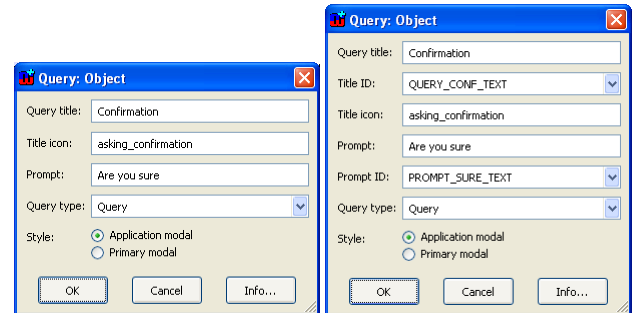 Query: Object
Query title: Confirmation
Title icon: asking_confirmation
Prompt: Are you sure
Query type: Query
Style: Application modal
Primary modal
OK Cancel Info...
Query: Object
Query title: Confirmation
Title ID: QUERY_CONF_TEXT
Title icon: asking_confirmation
Prompt: Are you sure
Prompt ID: PROMPT_SURE_TEXT
Query type: Query
Style: Application modal
Primary modal
OK Cancel Info...